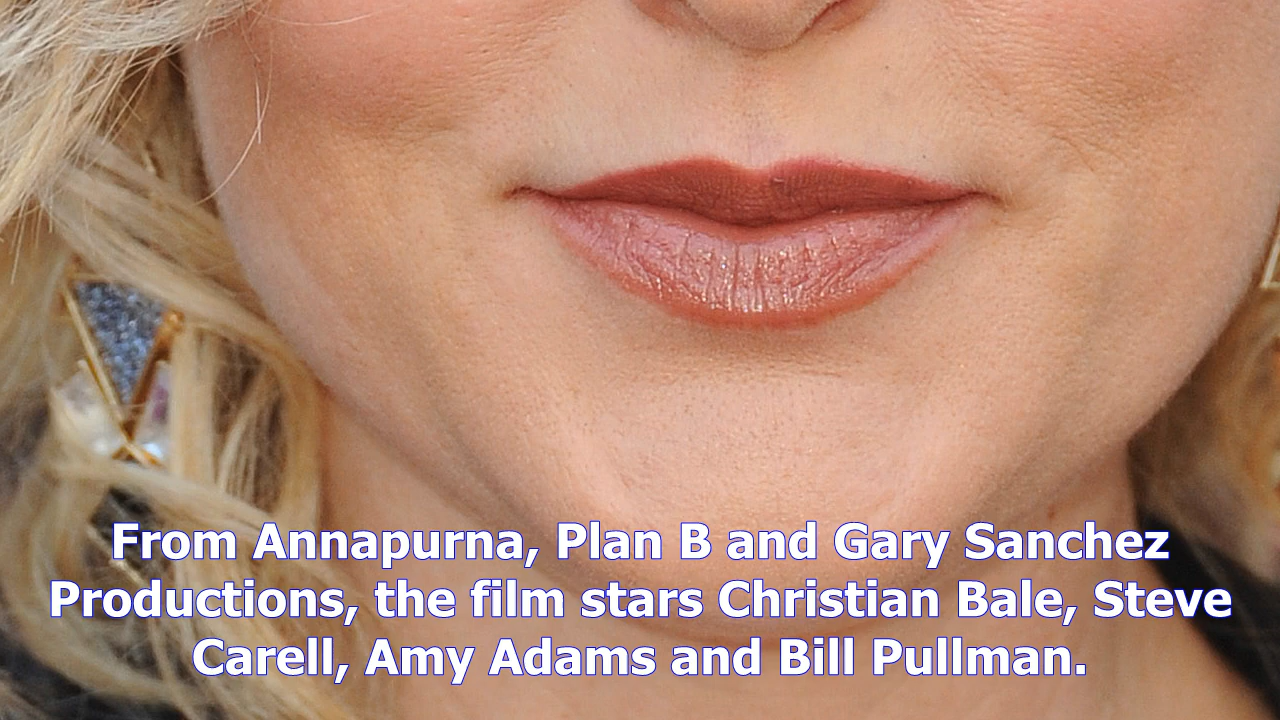 From Annapurna, Plan B and Gary Sanchez
Productions, the film stars Christian Bale, Steve
Carell, Amy Adams and Bill Pullman.